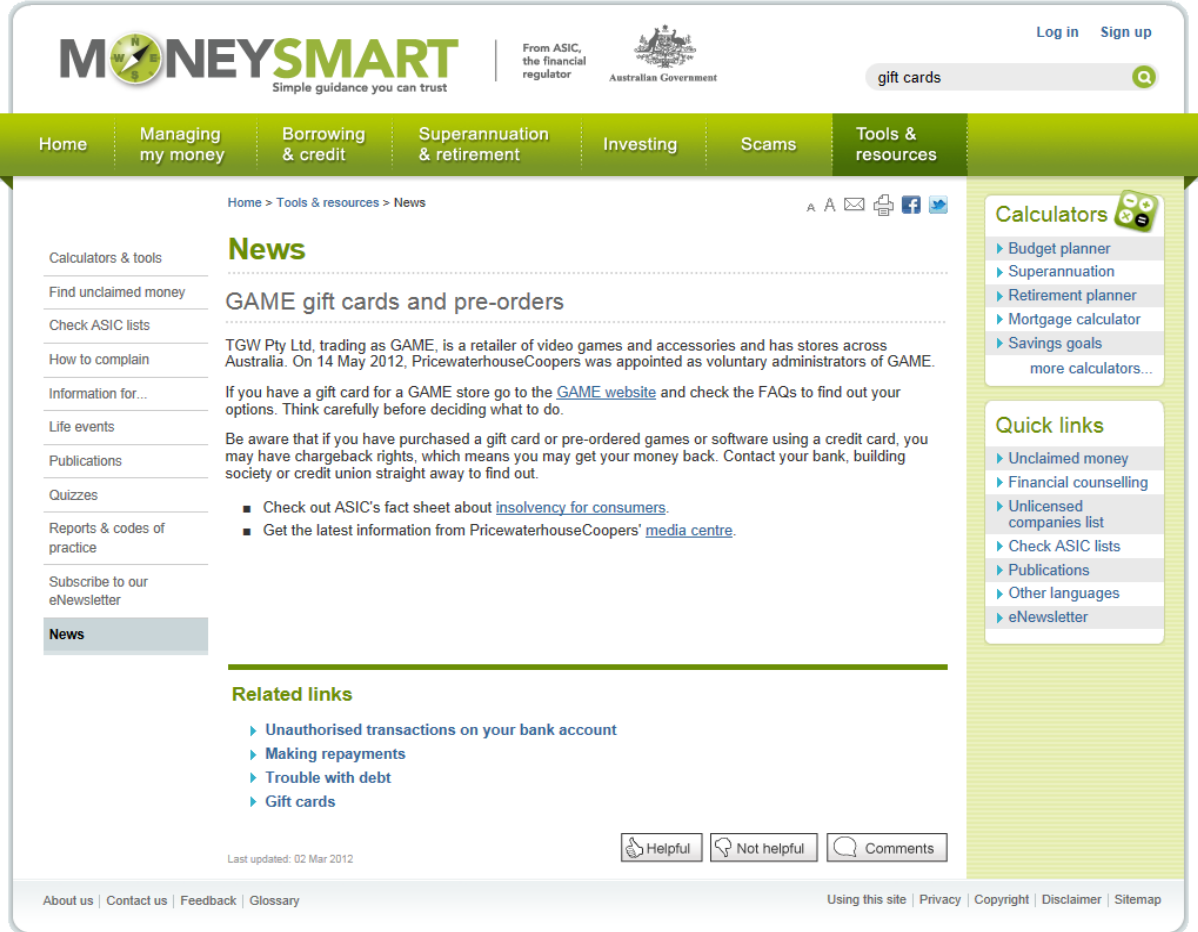 MONEYSMART
Simple guidance you can trust
From ASIC,
the financial
regulator
Australian Government
Log in Sign up
gift cards
Home
Managing
my money
Borrowing
& credit
Superannuation
& retirement
Investing
Scams
Tools &
resources
Home > Tools & resources > News
A A
News
Calculators & tools
Find unclaimed money
Check ASIC lists
How to complain
Information for...
Life events
Publications
Quizzes
Reports & codes of
practice
Subscribe to our
eNewsletter
News
GAME gift cards and pre-orders
TGW Pty Ltd, trading as GAME, is a retailer of video games and accessories and has stores across
Australia. On 14 May 2012, PricewaterhouseCoopers was appointed as voluntary administrators of GAME.
If you have a gift card for a GAME store go to the GAME website and check the FAQs to find out your
options. Think carefully before deciding what to do.
Be aware that if you have purchased a gift card or pre-ordered games or software using a credit card, you
may have chargeback rights, which means you may get your money back. Contact your bank, building
society or credit union straight away to find out.
■ Check out ASIC's fact sheet about insolvency for consumers.
■ Get the latest information from PricewaterhouseCoopers' media centre.
Related links
Unauthorised transactions on your bank account
Making repayments
Trouble with debt
Gift cards
Last updated: 02 Mar 2012
Helpful
Not helpful
Comments
Calculators
Budget planner
Superannuation
Retirement planner
Mortgage calculator
Savings goals
more calculators...
Quick links
Unclaimed money
Financial counselling
Unlicensed
companies list
Check ASIC lists
Publications
Other languages
eNewsletter
About us | Contact us | Feedback | Glossary
Using this site | Privacy | Copyright | Disclaimer | Sitemap